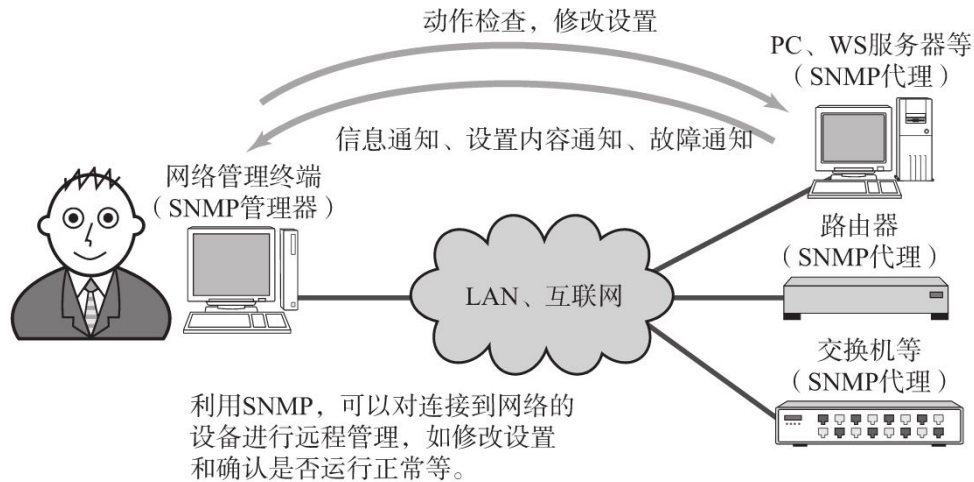 动作检查，修改设置
PC、WS服务器等
（SNMP代理）
信息通知、设置内容通知、故障通知
网络管理终端
（SNMP管理器）
路由器
（SNMP代理）
LAN、互联网
交换机等
（SNMP代理）
利用SNMP，可以对连接到网络的
设备进行远程管理，如修改设置
和确认是否运行正常等。